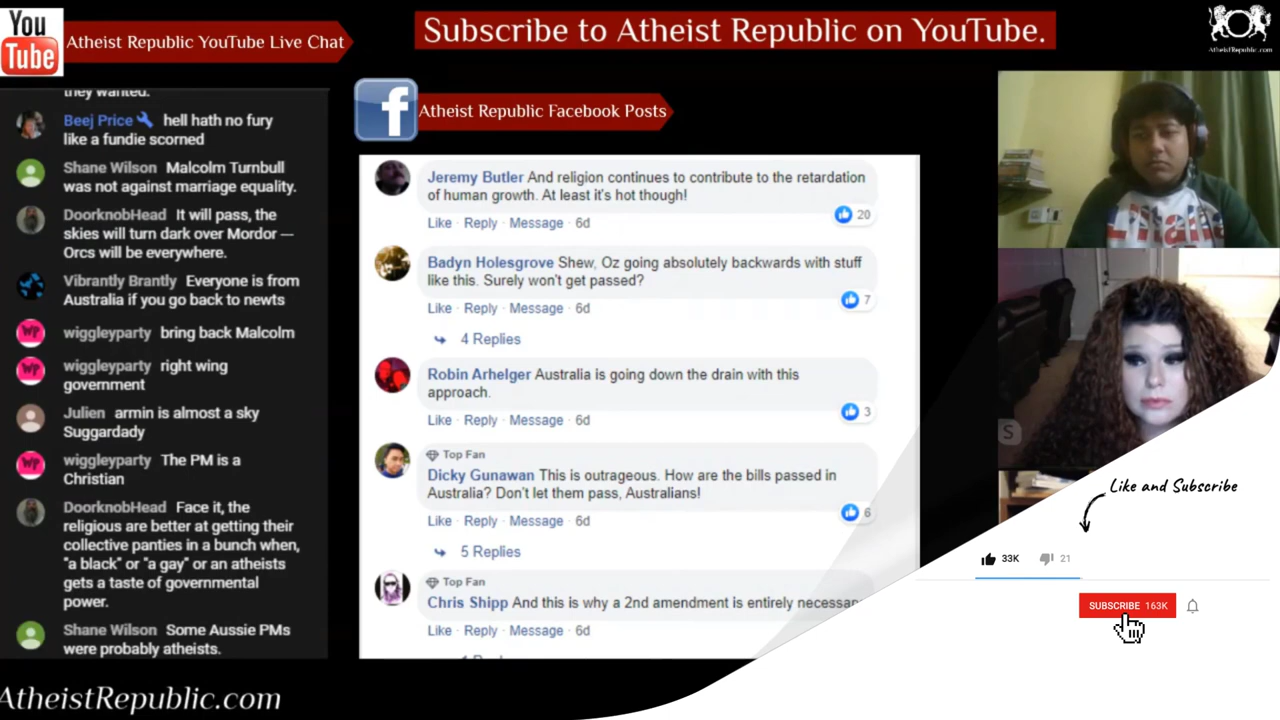 You
Tube
Atheist Republic YouTube Live Chat
Subscribe to Atheist Republic on YouTube.
AtheistRepublic.com
they wanted.
Beej Price hell hath no fury
like a fundie scorned
Shane Wilson Malcolm Turnbull
was not against marriage equality.
DoorknobHead It will pass, the
skies will turn dark over Mordor —
Orcs will be everywhere.
Vibrantly Brantly Everyone is from
Australia if you go back to newts
WP wiggleyparty bring back Malcolm
WP wiggleyparty right wing
government
Julien armin is almost a sky
Suggardady
WP wiggleyparty The PM is a
Christian
DoorknobHead Face it, the
religious are better at getting their
collective panties in a bunch when,
"a black" or "a gay" or an atheists
gets a taste of governmental
power.
Shane Wilson Some Aussie PMs
were probably atheists.
f
Atheist Republic Facebook Posts
Jeremy Butler And religion continues to contribute to the retardation
of human growth. At least it's hot though!
20
Like · Reply · Message · 6d
Badyn Holesgrove Shew, Oz going absolutely backwards with stuff
like this. Surely won't get passed?
7
Like · Reply · Message · 6d
4 Replies
Robin Arhelger Australia is going down the drain with this
approach.
3
Like · Reply · Message · 6d
Top Fan
Dicky Gunawan This is outrageous. How are the bills passed in
Australia? Don't let them pass, Australians!
6
Like · Reply · Message · 6d
5 Replies
Top Fan
Chris Shipp And this is why a 2nd amendment is entirely necessar
Like · Reply · Message · 6d
S
Like and Subscribe
33K 21
SUBSCRIBE 163K
AtheistRepublic.com